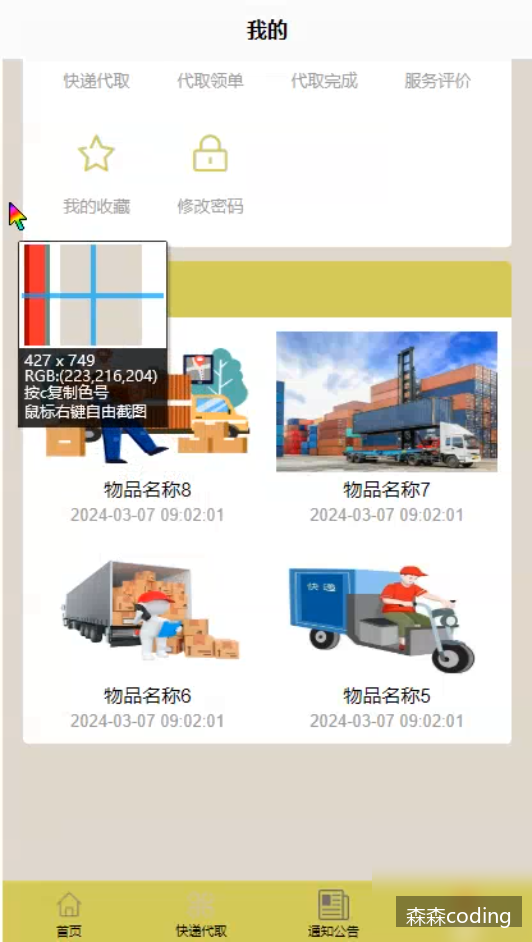 我的
快递代取 代取领单 代取完成 服务评价
我的收藏 修改密码
427 x 749
RGB:(223,216,204)
按c复制色号
鼠标右键自由截图
物品名称8 物品名称7
2024-03-07 09:02:01 2024-03-07 09:02:01
快递
物品名称6 物品名称5
2024-03-07 09:02:01 2024-03-07 09:02:01
首页 快递代取 通知公告
森森coding